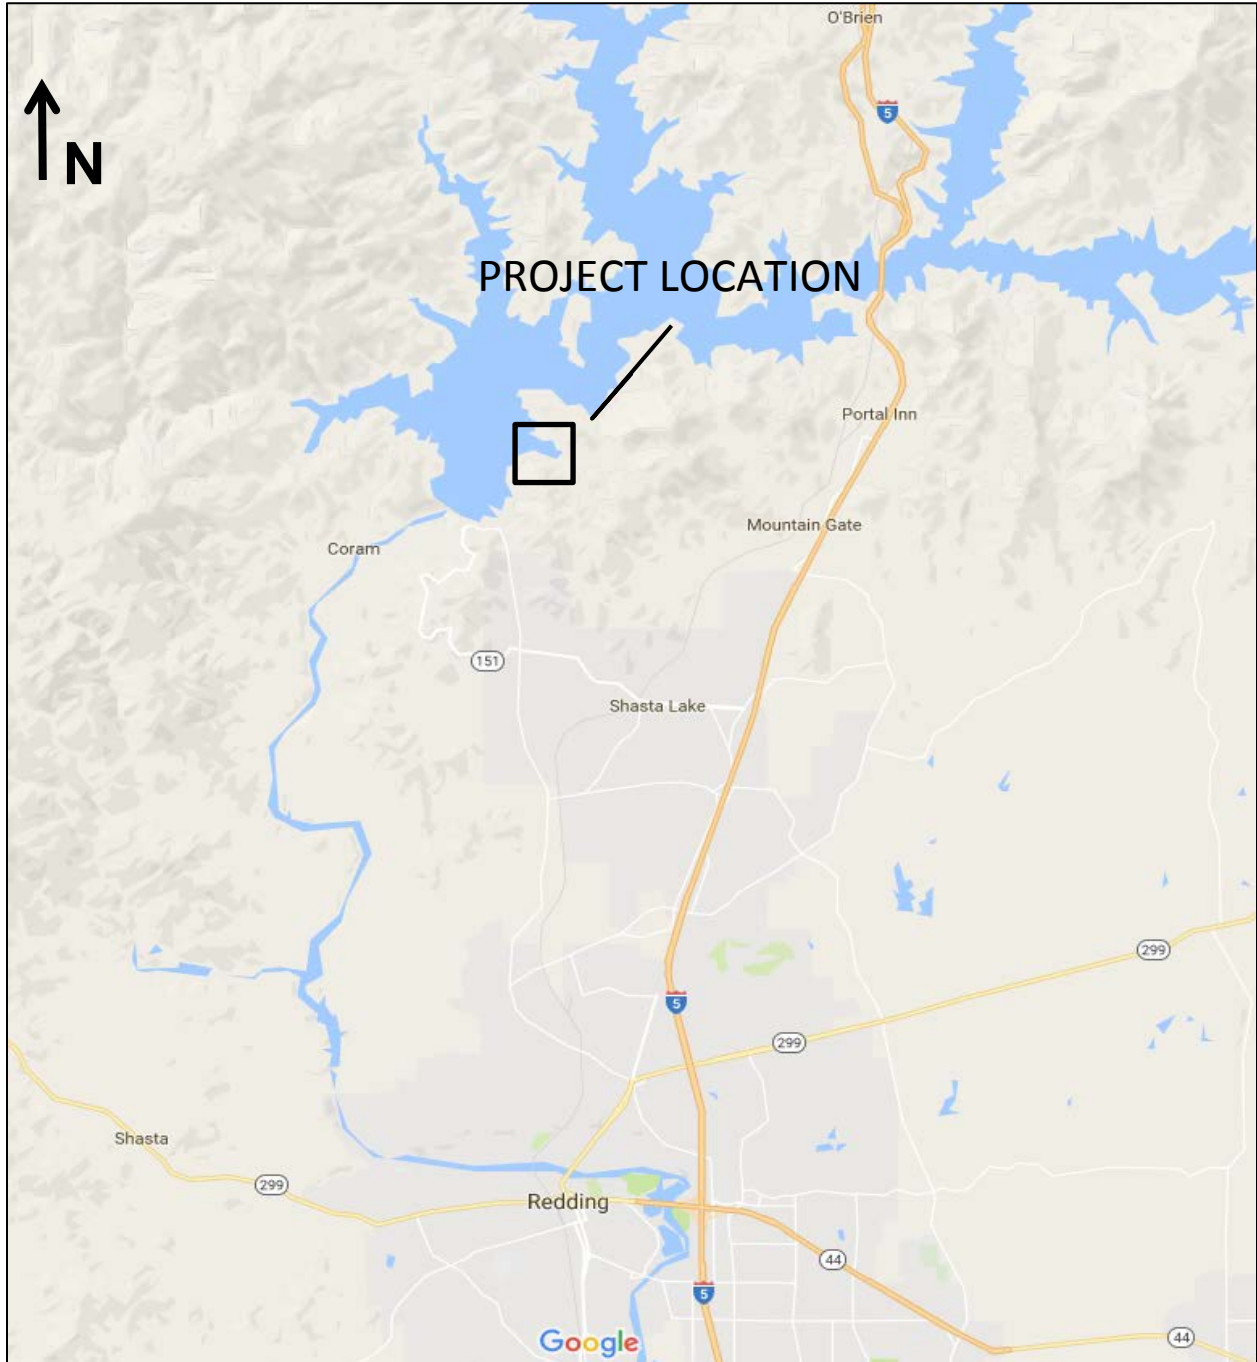 O'Brien
5
N
PROJECT LOCATION
Portal Inn
Mountain Gate
Coram
151
Shasta Lake
299
5
299
Shasta
299
Redding
44
5
44
Google